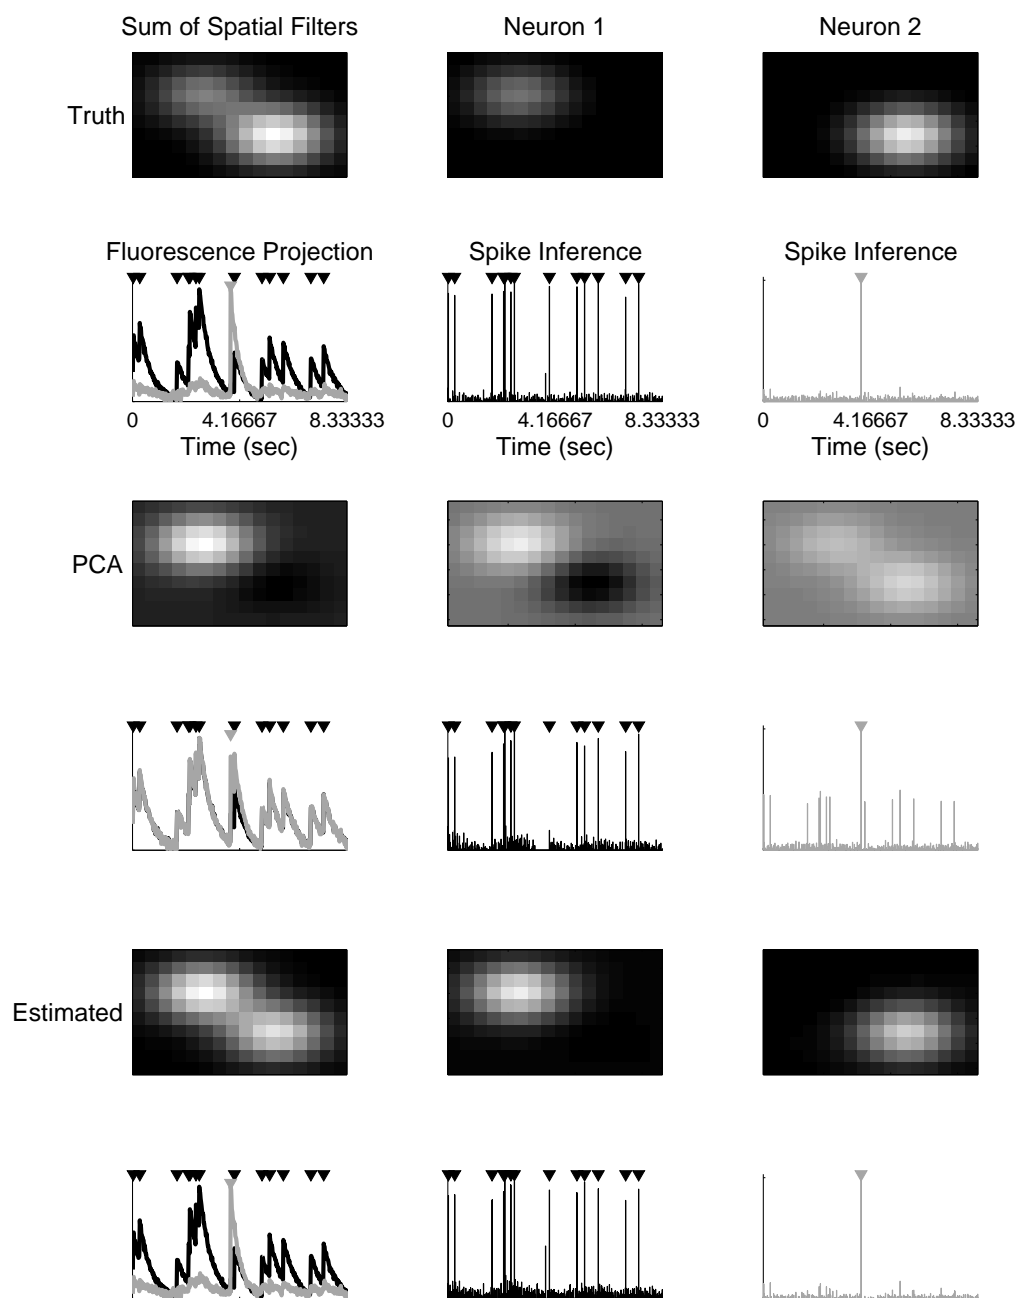 Sum of Spatial Filters
Neuron 1
Neuron 2
Truth
Fluorescence Projection
Spike Inference
Spike Inference
0 4.16667 8.33333
0 4.16667 8.33333
0 4.16667 8.33333
Time (sec)
Time (sec)
Time (sec)
PCA
Estimated